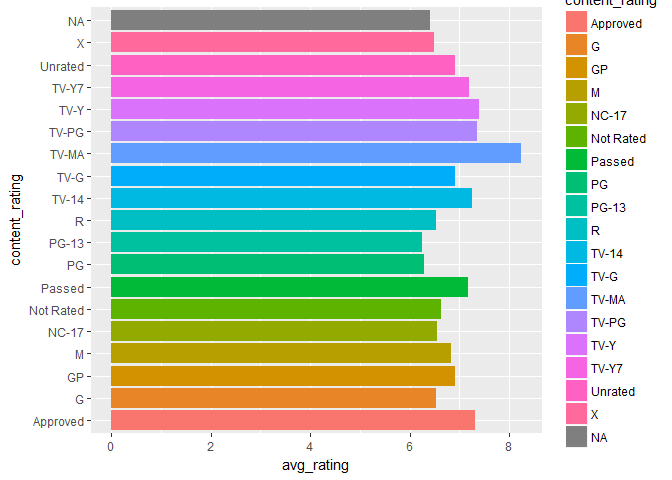 content_rating
NA
X
Unrated
TV-Y7
TV-Y
TV-PG
TV-MA
TV-G
TV-14
R
PG-13
PG
Passed
Not Rated
NC-17
M
GP
G
Approved
content_rating
0 2 4 6 8
avg_rating
Approved
G
GP
M
NC-17
Not Rated
Passed
PG
PG-13
R
TV-14
TV-G
TV-MA
TV-PG
TV-Y
TV-Y7
Unrated
X
NA